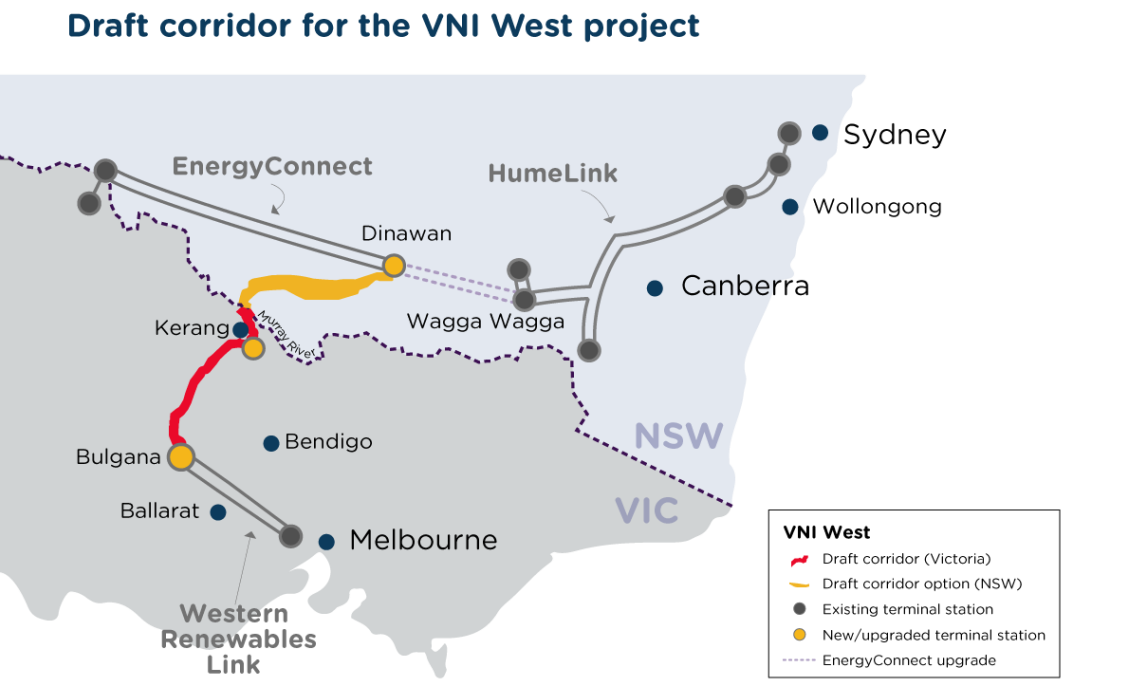 Draft corridor for the VNI West project
Sydney
EnergyConnect
HumeLink
Wollongong
Dinawan
Canberra
Kerang
Murray River
Wagga Wagga
NSW
Bendigo
Bulgana
VIC
Ballarat
Melbourne
Western
Renewables
Link
VNI West
Draft corridor (Victoria)
Draft corridor option (NSW)
Existing terminal station
New/upgraded terminal station
EnergyConnect upgrade